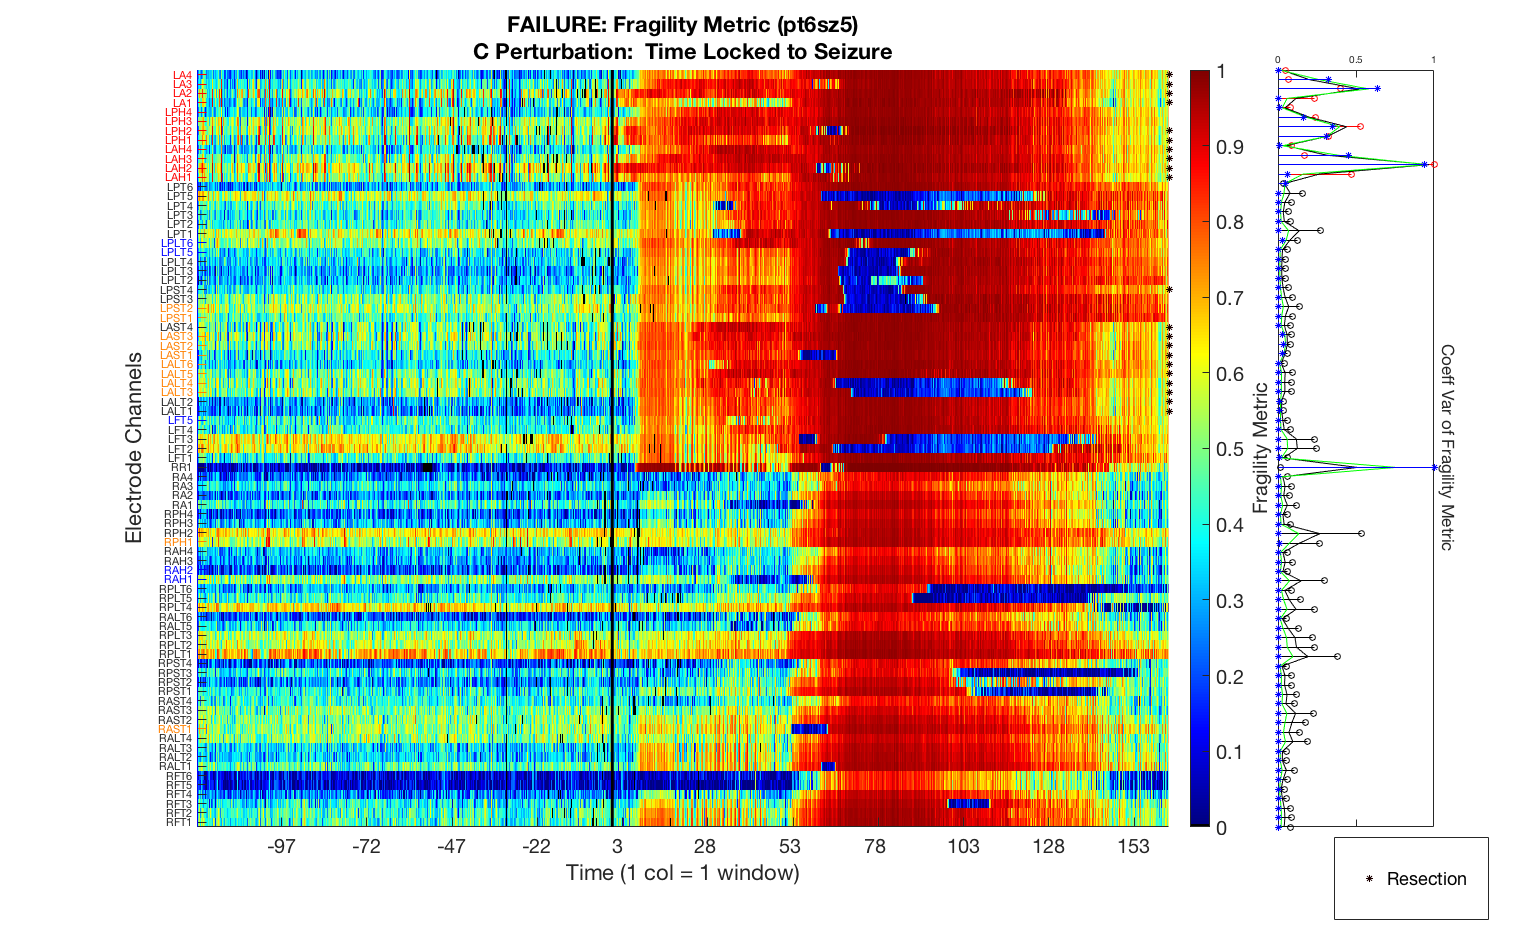 FAILURE: Fragility Metric (pt6sz5)
C Perturbation:  Time Locked to Seizure
Electrode Channels
LA4
LA3
LA2
LA1
LPH4
LPH3
LPH2
LPH1
LAH4
LAH3
LAH2
LAH1
LPT6
LPT5
LPT4
LPT3
LPT2
LPT1
LPLT6
LPLT5
LPLT4
LPLT3
LPLT2
LPST4
LPST3
LPST2
LPST1
LAST4
LAST3
LAST2
LAST1
LALT6
LALT5
LALT4
LALT3
LALT2
LALT1
LFT5
LFT4
LFT3
LFT2
LFT1
RR1
RA4
RA3
RA2
RA1
RPH4
RPH3
RPH2
RPH1
RAH4
RAH3
RAH2
RAH1
RPLT6
RPLT5
RPLT4
RALT6
RALT5
RPLT3
RPLT2
RPLT1
RPST4
RPST3
RPST2
RPST1
RAST4
RAST3
RAST2
RAST1
RALT4
RALT3
RALT2
RALT1
RFT6
RFT5
RFT4
RFT3
RFT2
RFT1
-97 -72 -47 -22 3 28 53 78 103 128 153
Time (1 col = 1 window)
1
0.9
0.8
0.7
0.6
0.5
0.4
0.3
0.2
0.1
0
Fragility Metric
0 0.5 1
Coeff Var of Fragility Metric
* Resection